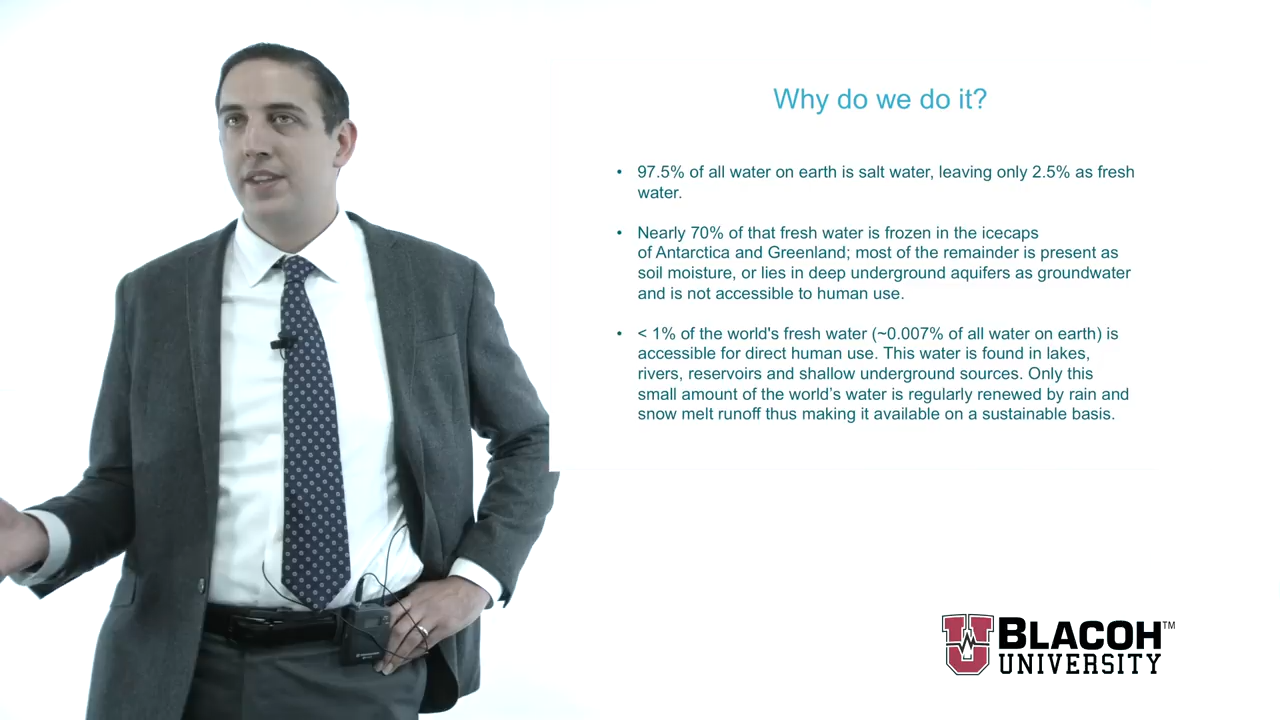 Why do we do it?
• 97.5% of all water on earth is salt water, leaving only 2.5% as fresh
water.
• Nearly 70% of that fresh water is frozen in the icecaps
of Antarctica and Greenland; most of the remainder is present as
soil moisture, or lies in deep underground aquifers as groundwater
and is not accessible to human use.
• < 1% of the world's fresh water (~0.007% of all water on earth) is
accessible for direct human use. This water is found in lakes,
rivers, reservoirs and shallow underground sources. Only this
small amount of the world’s water is regularly renewed by rain and
snow melt runoff thus making it available on a sustainable basis.
U BLACOH™
UNIVERSITY